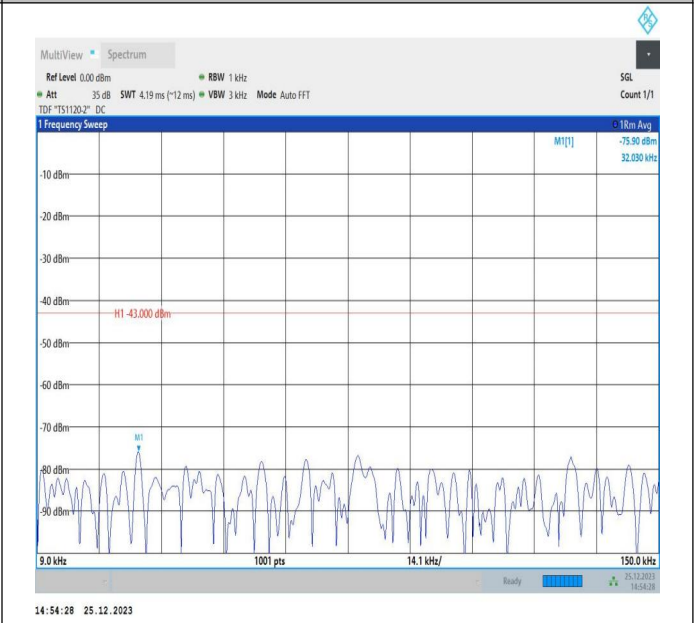 R S
MultiView Spectrum
Ref Level 0.00 dBm RBW 1 kHz SGL
Att 35 dB SWT 4.19 ms (~12 ms) VBW 3 kHz Mode Auto FFT Count 1/1
TDF "TS1120-2" DC
1 Frequency Sweep 1Rm Avg
M1[1] -75.90 dBm
32.030 kHz
-10 dBm
-20 dBm
-30 dBm
-40 dBm
H1 -43.000 dBm
-50 dBm
-60 dBm
-70 dBm
M1
-80 dBm
-90 dBm
9.0 kHz 1001 pts 14.1 kHz/ 150.0 kHz
Ready 25.12.2023
14:54:28
14:54:28 25.12.2023